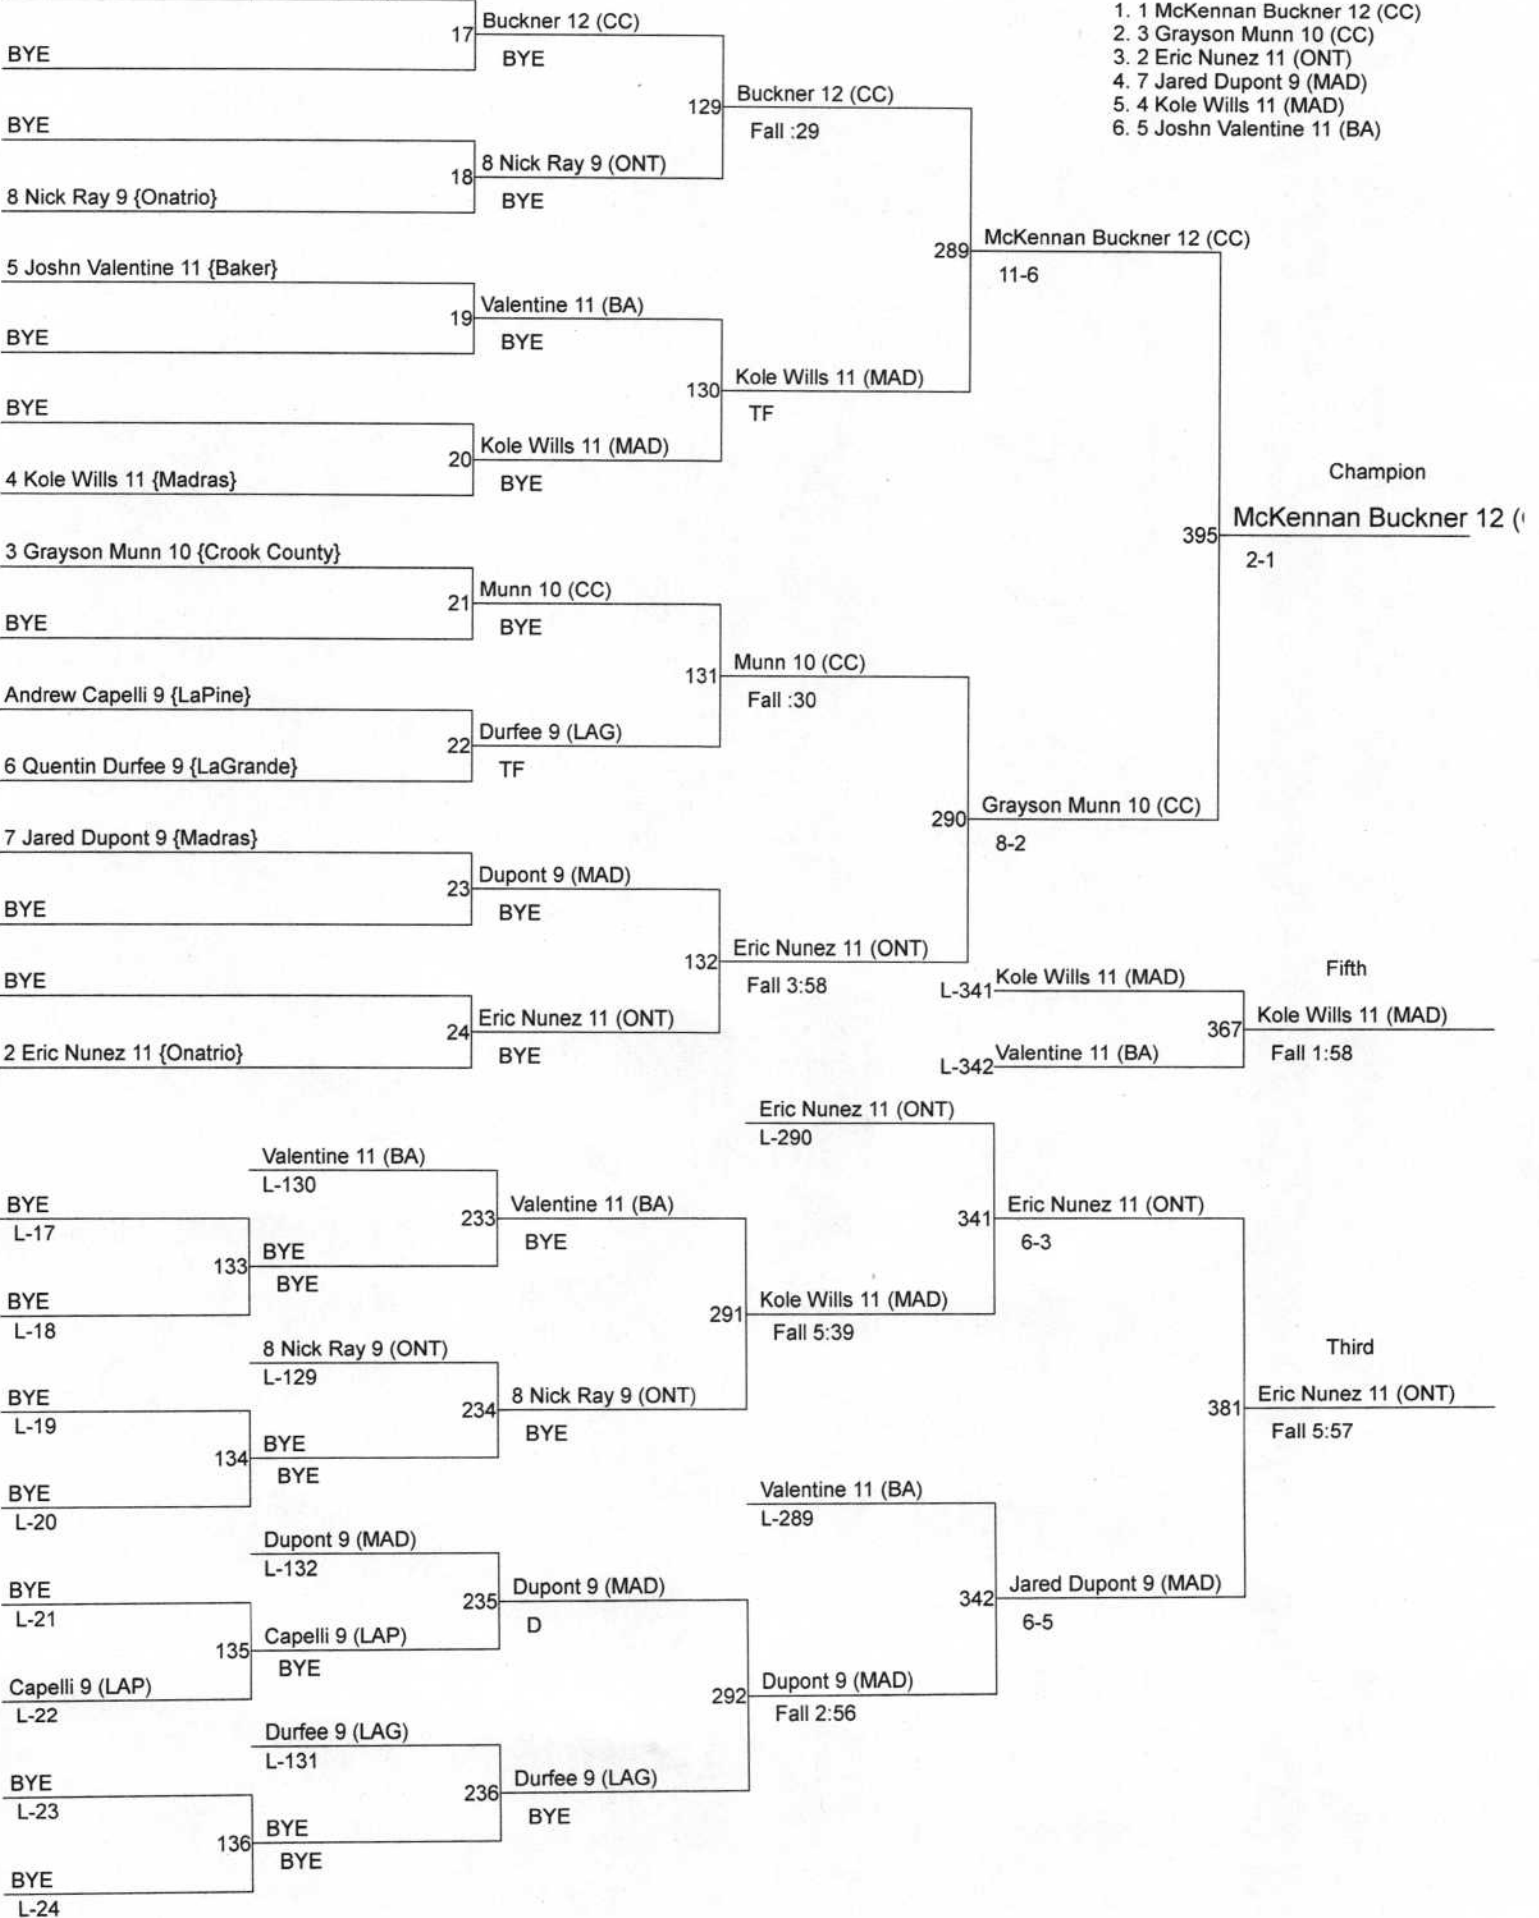 1. 1 McKennan Buckner 12 (CC)
2. 3 Grayson Munn 10 (CC)
3. 2 Eric Nunez 11 (ONT)
4. 7 Jared Dupont 9 (MAD)
5. 4 Kole Wills 11 (MAD)
6. 5 Joshn Valentine 11 (BA)
17
Buckner 12 (CC)
BYE
BYE
129
Buckner 12 (CC)
Fall :29
BYE
18
8 Nick Ray 9 (ONT)
BYE
8 Nick Ray 9 {Onatrio}
289
McKennan Buckner 12 (CC)
11-6
5 Joshn Valentine 11 {Baker}
19
Valentine 11 (BA)
BYE
BYE
130
Kole Wills 11 (MAD)
TF
BYE
20
Kole Wills 11 (MAD)
BYE
4 Kole Wills 11 {Madras}
Champion
395
McKennan Buckner 12 (
2-1
3 Grayson Munn 10 {Crook County}
21
Munn 10 (CC)
BYE
BYE
131
Munn 10 (CC)
Fall :30
Andrew Capelli 9 {LaPine}
22
Durfee 9 (LAG)
TF
6 Quentin Durfee 9 {LaGrande}
290
Grayson Munn 10 (CC)
8-2
7 Jared Dupont 9 {Madras}
23
Dupont 9 (MAD)
BYE
BYE
132
Eric Nunez 11 (ONT)
Fall 3:58
BYE
24
Eric Nunez 11 (ONT)
BYE
2 Eric Nunez 11 {Onatrio}
Fifth
L-341
Kole Wills 11 (MAD)
367
Kole Wills 11 (MAD)
Fall 1:58
L-342
Valentine 11 (BA)
Eric Nunez 11 (ONT)
L-290
Valentine 11 (BA)
L-130
BYE
L-17
233
Valentine 11 (BA)
BYE
341
Eric Nunez 11 (ONT)
6-3
133
BYE
BYE
BYE
L-18
291
Kole Wills 11 (MAD)
Fall 5:39
8 Nick Ray 9 (ONT)
L-129
Third
BYE
L-19
234
8 Nick Ray 9 (ONT)
BYE
381
Eric Nunez 11 (ONT)
Fall 5:57
134
BYE
BYE
BYE
L-20
Valentine 11 (BA)
L-289
Dupont 9 (MAD)
L-132
BYE
L-21
235
Dupont 9 (MAD)
D
342
Jared Dupont 9 (MAD)
6-5
135
Capelli 9 (LAP)
BYE
Capelli 9 (LAP)
L-22
292
Dupont 9 (MAD)
Fall 2:56
Durfee 9 (LAG)
L-131
BYE
L-23
236
Durfee 9 (LAG)
BYE
136
BYE
BYE
BYE
L-24